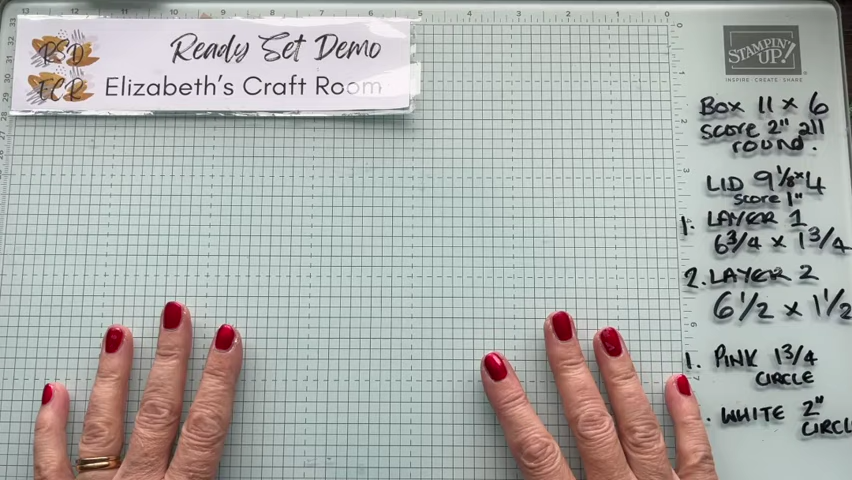 Ready Set Demo
Elizabeth's Craft Room
RSD
ECR
STAMPIN' UP!
INSPIRE · CREATE · SHARE
BOX 11 x 6
SCORE 2" all
ROUND.
LID 9 1/8" x 4
Score 1"
1. LAYER 1
6 3/4 x 1 3/4
2. LAYER 2
6 1/2 x 1 1/2
1. PINK 1 3/4
CIRCLE
. WHITE 2"
CIRCLE